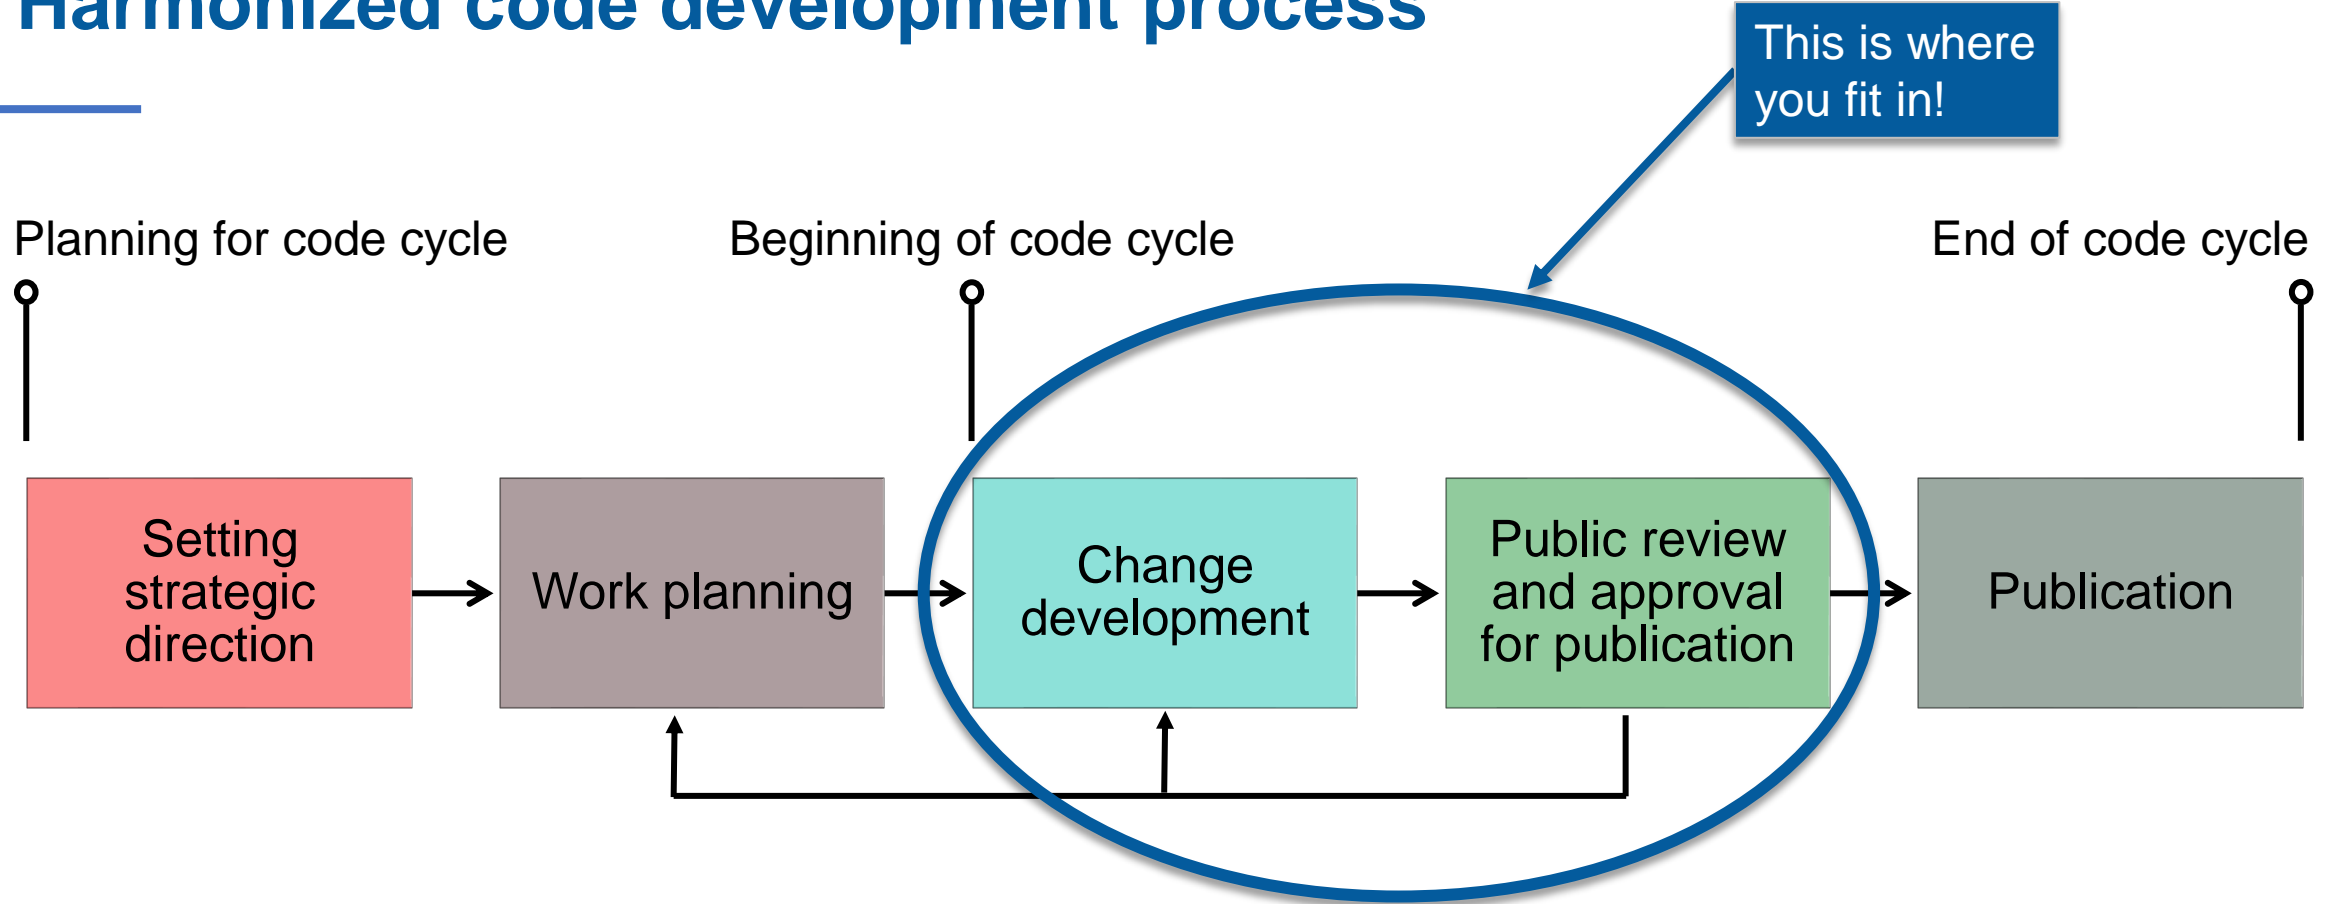 Harmonized code development process
This is where
you fit in!
Planning for code cycle
Beginning of code cycle
End of code cycle
Setting
strategic
direction
Work planning
Change
development
Public review
and approval
for publication
Publication